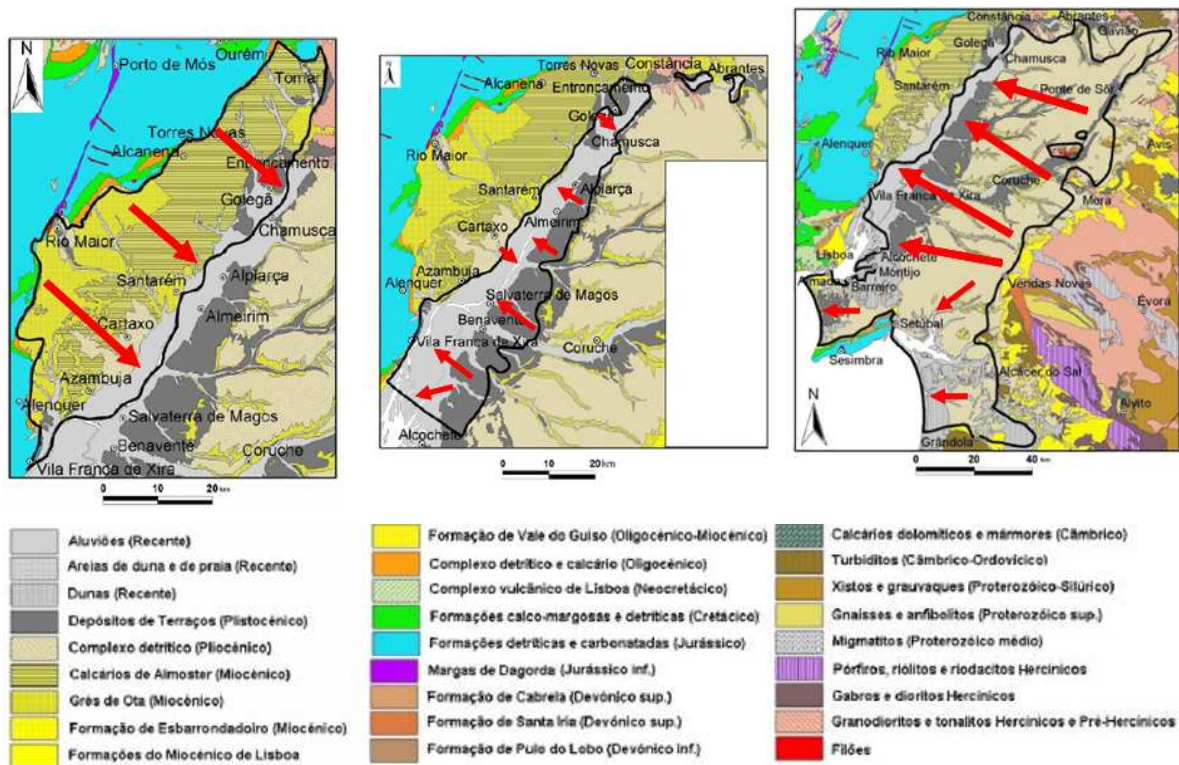 N
Ourém
Porto de Mós
Tomar
Torres Novas
Alcanena
Entroncamento
Golegã
Rio Maior
Chamusca
Santarém
Alpiarça
Cartaxo
Almeirim
Azambuja
Alenquer
Salvaterra de Magos
Benavente
Coruche
Vila Franca de Xira
0 10 20 km
N
Torres Novas
Constância
Alcanena
Abrantes
Entroncamento
Chamusca
Rio Maior
Santarém
Alpiarça
Almeirim
Cartaxo
Azambuja
Alenquer
Salvaterra de Magos
Benavente
Vila Franca de Xira
Coruche
Alcochete
0 10 20 km
Constância
Abrantes
Golegã
Gavião
Rio Maior
Chamusca
Ponte de Sôr
Santarém
Alenquer
Avis
Coruche
Vila Franca de Xira
Mora
Lisboa
Alcochete
Montijo
Almada
Barreiro
Vendas Novas
Évora
Setúbal
Sesimbra
Alcácer do Sal
N
Alvito
Grândola
0 20 40 km
Aluviões (Recente)
Areias de duna e de praia (Recente)
Dunas (Recente)
Depósitos de Terraços (Plistocénico)
Complexo detrítico (Pliocénico)
Calcários de Almoster (Miocénico)
Grés de Ota (Miocénico)
Formação de Esbarrondadoiro (Miocénico)
Formações do Miocénico de Lisboa
Formação de Vale do Guiso (Oligocénico-Miocénico)
Complexo detrítico e calcário (Oligocénico)
Complexo vulcânico de Lisboa (Neocretácico)
Formações calco-margosas e detríticas (Cretácico)
Formações detríticas e carbonatadas (Jurássico)
Margas de Dagorda (Jurássico inf.)
Formação de Cabrela (Devónico sup.)
Formação de Santa Iria (Devónico sup.)
Formação de Pulo do Lobo (Devónico inf.)
Calcários dolomíticos e mármores (Câmbrico)
Turbiditos (Câmbrico-Ordovícico)
Xistos e grauvaques (Proterozóico-Silúrico)
Gnaisses e anfibolitos (Proterozóico sup.)
Migmatitos (Proterozóico médio)
Pórfiros, riólitos e riodacitos Hercínicos
Gabros e dioritos Hercínicos
Granodioritos e tonalitos Hercínicos e Pré-Hercínicos
Filões